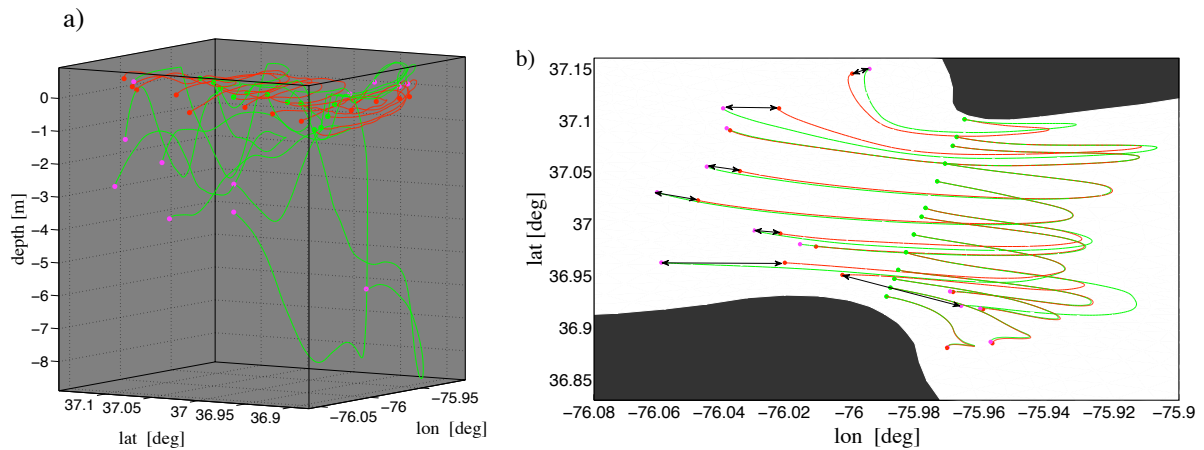 a)
0
−1
−2
−3
−4
−5
−6
−7
−8
depth [m]
37.1 37.05 37 36.95 36.9
lat [deg]
−76.05 −76 −75.95
lon [deg]
b)
37.15
37.1
37.05
37
36.95
36.9
36.85
lat [deg]
−76.08 −76.06 −76.04 −76.02 −76 −75.98 −75.96 −75.94 −75.92 −75.9
lon [deg]